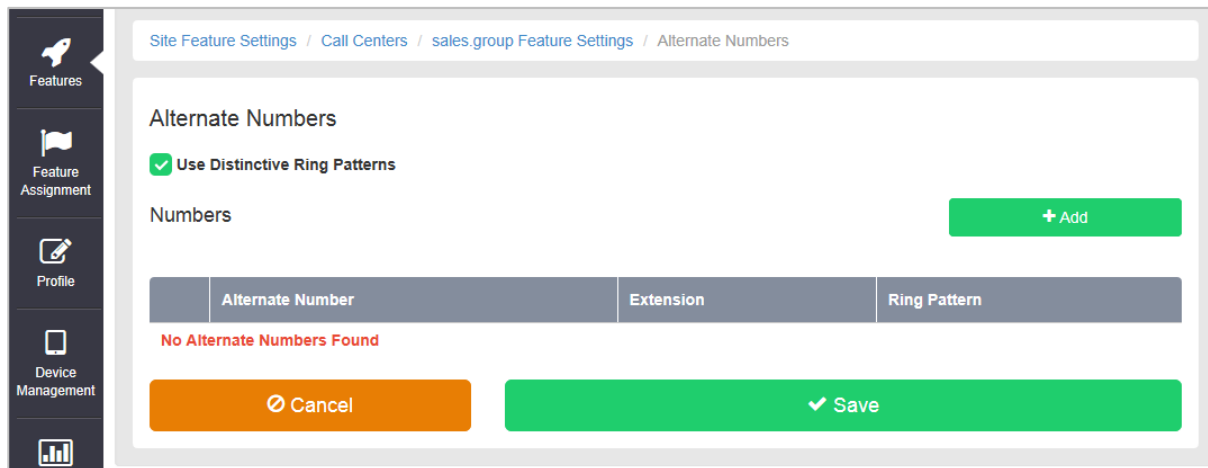 Features
Feature
Assignment
Profile
Device
Management
Site Feature Settings / Call Centers / sales.group Feature Settings / Alternate Numbers
Alternate Numbers
Use Distinctive Ring Patterns
Numbers
Add
Alternate Number Extension Ring Pattern
No Alternate Numbers Found
Cancel Save